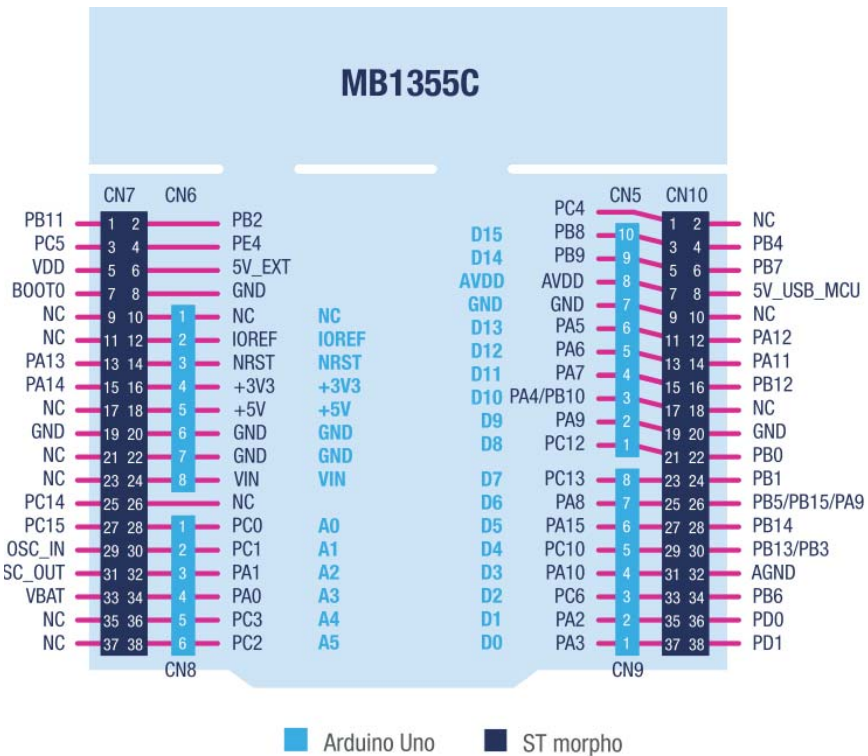 MB1355C
CN7 CN6 CN5 CN10
PC4
PB11 1 2 PB2 D15 PB8 10 1 2 NC
PC5 3 4 PE4 D14 PB9 9 3 4 PB4
VDD 5 6 5V_EXT AVDD AVDD 8 5 6 PB7
BOOT0 7 8 GND GND GND 7 7 8 5V_USB_MCU
NC 9 10 1 NC NC D13 PA5 6 9 10 NC
NC 11 12 2 IOREF IOREF D12 PA6 5 11 12 PA12
PA13 13 14 3 NRST NRST D11 PA7 4 13 14 PA11
PA14 15 16 4 +3V3 +3V3 D10 PA4/PB10 3 15 16 PB12
NC 17 18 5 +5V +5V D9 PA9 2 17 18 NC
GND 19 20 6 GND GND D8 PC12 1 19 20 GND
NC 21 22 7 GND GND 21 22 PB0
NC 23 24 8 VIN VIN D7 PC13 8 23 24 PB1
PC14 25 26 NC D6 PA8 7 25 26 PB5/PB15/PA9
PC15 27 28 1 PC0 A0 D5 PA15 6 27 28 PB14
OSC_IN 29 30 2 PC1 A1 D4 PC10 5 29 30 PB13/PB3
SC_OUT 31 32 3 PA1 A2 D3 PA10 4 31 32 AGND
VBAT 33 34 4 PA0 A3 D2 PC6 3 33 34 PB6
NC 35 36 5 PC3 A4 D1 PA2 2 35 36 PD0
NC 37 38 6 PC2 A5 D0 PA3 1 37 38 PD1
CN8 CN9
Arduino Uno ST morpho